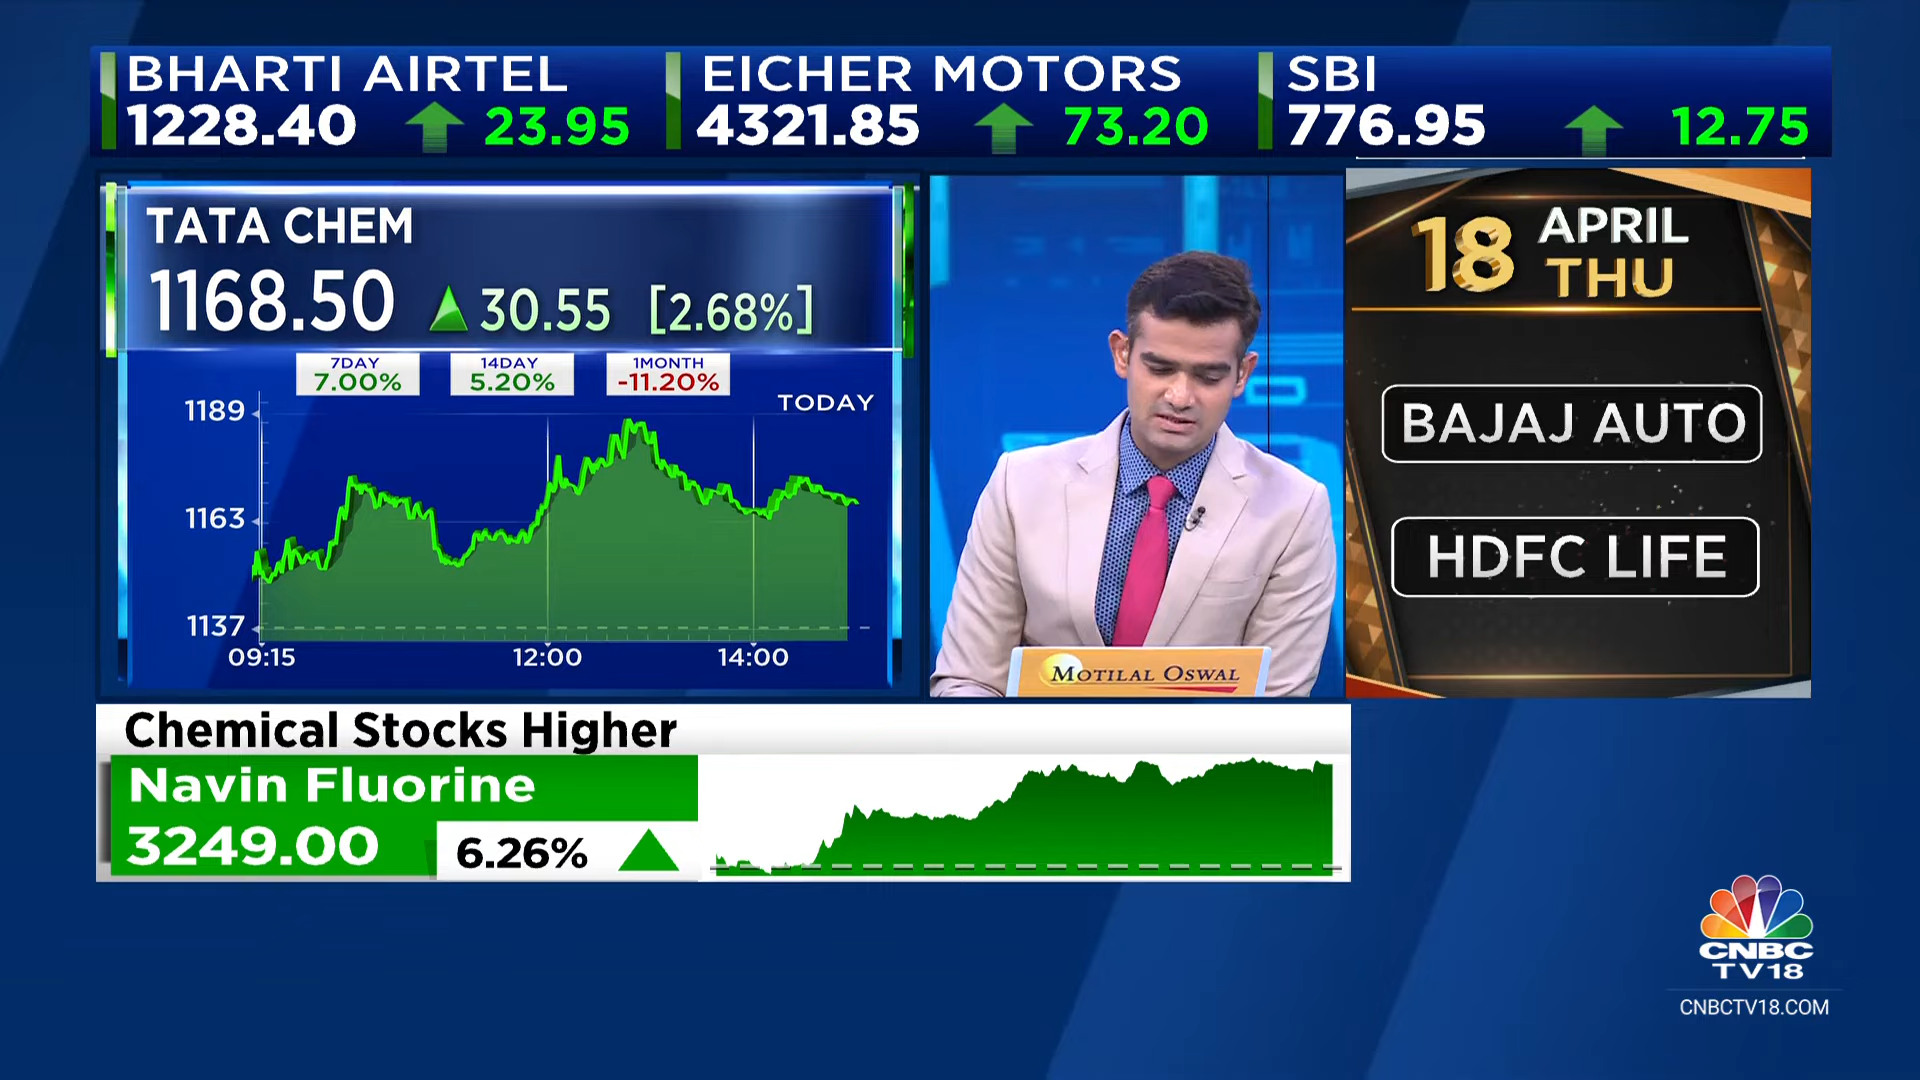 BHARTI AIRTEL
1228.40 23.95
EICHER MOTORS
4321.85 73.20
SBI
776.95 12.75
TATA CHEM
1168.50 30.55 [2.68%]
7DAY
7.00%
14DAY
5.20%
1MONTH
-11.20%
TODAY
1189
1163
1137
09:15 12:00 14:00
MOTILAL OSWAL
18 APRIL
THU
BAJAJ AUTO
HDFC LIFE
Chemical Stocks Higher
Navin Fluorine
3249.00 6.26%
CNBC
TV18
CNBCTV18.COM